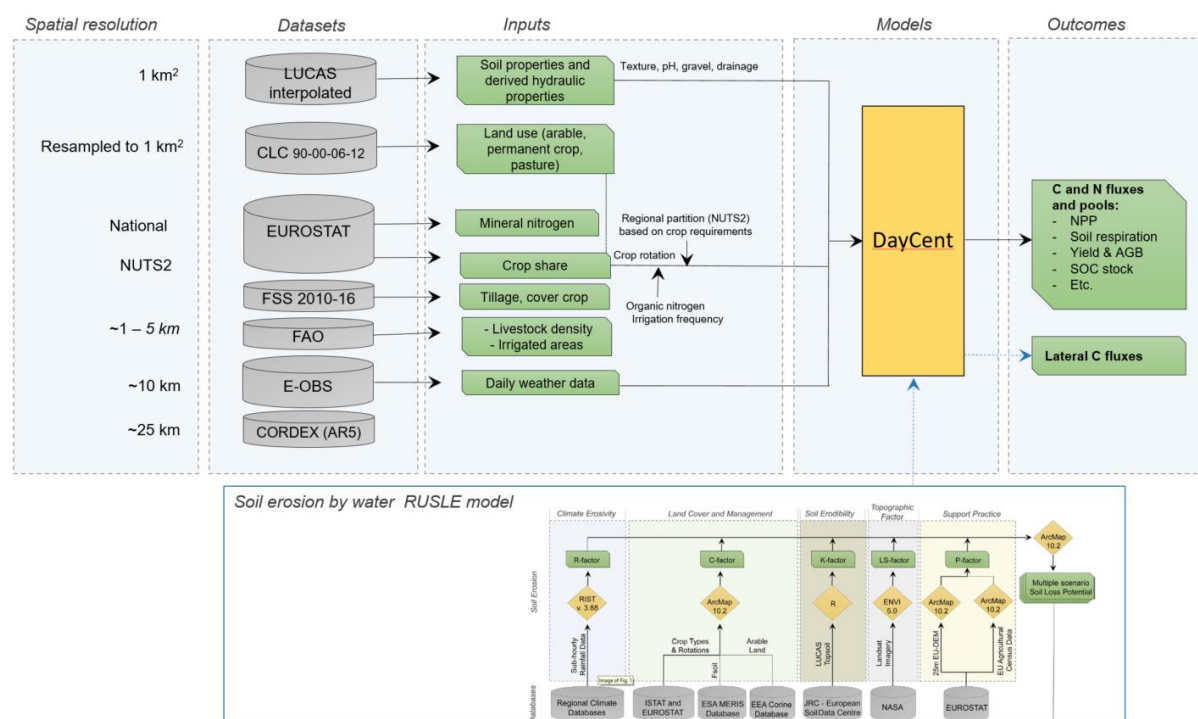 Spatial resolution
Datasets
Inputs
Models
Outcomes
1 km²
LUCAS
interpolated
Soil properties and
derived hydraulic
properties
Texture, pH, gravel, drainage
Resampled to 1 km²
CLC 90-00-06-12
Land use (arable,
permanent crop,
pasture)
National
EUROSTAT
Mineral nitrogen
Regional partition (NUTS2)
based on crop requirements
NUTS2
Crop share
Crop rotation
FSS 2010-16
Tillage, cover crop
Organic nitrogen
Irrigation frequency
~1 – 5 km
FAO
- Livestock density
- Irrigated areas
~10 km
E-OBS
Daily weather data
~25 km
CORDEX (AR5)
DayCent
C and N fluxes
and pools:
- NPP
- Soil respiration
- Yield & AGB
- SOC stock
- Etc.
Lateral C fluxes
Soil erosion by water RUSLE model
Climate Erosivity
Land Cover and Management
Soil Erodibility
Topographic
Factor
Support Practice
R-factor
C-factor
K-factor
LS-factor
P-factor
ArcMap
10.2
Multiple scenario
Soil Loss Potential
Soil Erosion
RIST
v. 3.88
ArcMap
10.2
R
ENVI
5.0
ArcMap
10.2
ArcMap
10.2
Sub-hourly
Rainfall Data
Crop Types
& Rotations
Fsoil
Arable
Land
LUCAS
Topsoil
Landsat
Imagery
25m EU-DEM
EU Agricultural
Census Data
Image of Fig. 1
Databases
Regional Climate
Databases
ISTAT and
EUROSTAT
ESA MERIS
Database
EEA Corine
Database
JRC - European
Soil Data Centre
NASA
EUROSTAT